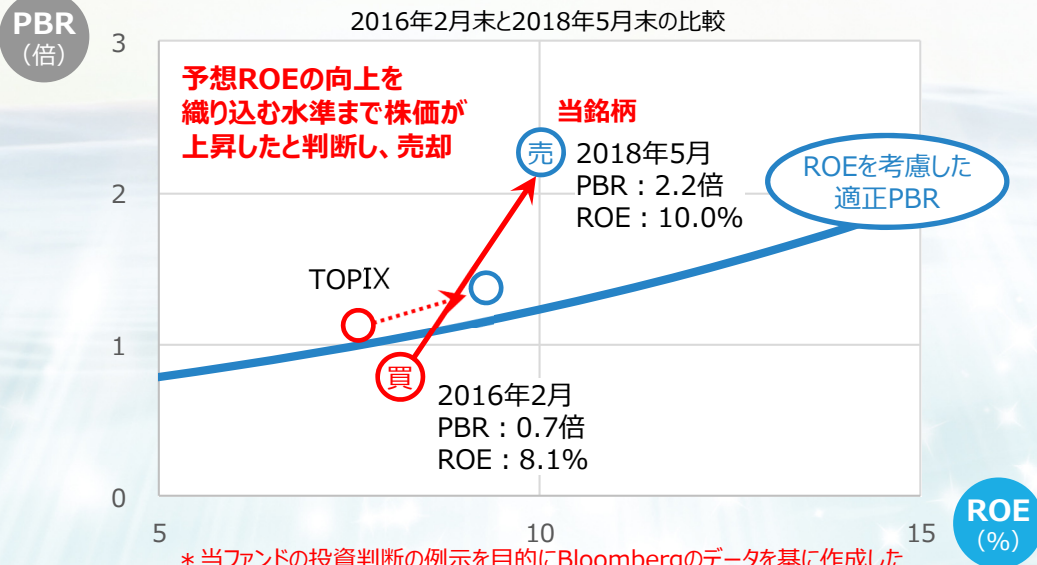 PBR
（倍）
2016年2月末と2018年5月末の比較
3
予想ROEの向上を
織り込む水準まで株価が
上昇したと判断し、売却
当銘柄
売
2018年5月
PBR：2.2倍
ROE：10.0%
ROEを考慮した
適正PBR
2
TOPIX
1
買
2016年2月
PBR：0.7倍
ROE：8.1%
0
5
10
15
ROE
（%）
＊当ファンドの投資判断の例示を目的にBloombergのデータを基に作成した